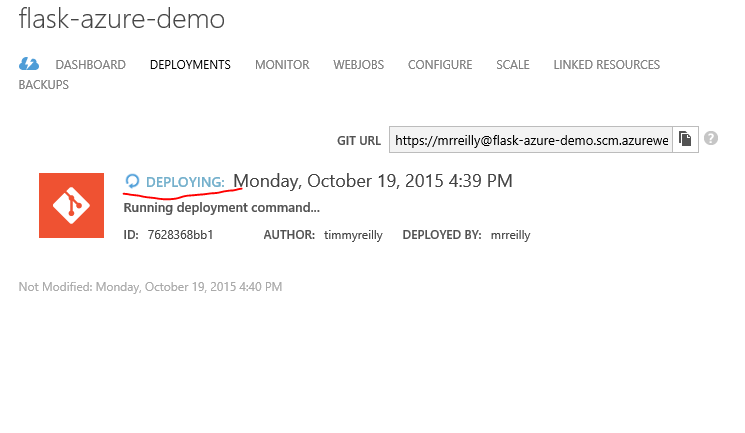 flask-azure-demo
DASHBOARD DEPLOYMENTS MONITOR WEBJOBS CONFIGURE SCALE LINKED RESOURCES
BACKUPS
GIT URL https://mrreilly@flask-azure-demo.scm.azurewe ?
DEPLOYING: Monday, October 19, 2015 4:39 PM
Running deployment command...
ID: 7628368bb1 AUTHOR: timmyreilly DEPLOYED BY: mrreilly
Not Modified: Monday, October 19, 2015 4:40 PM